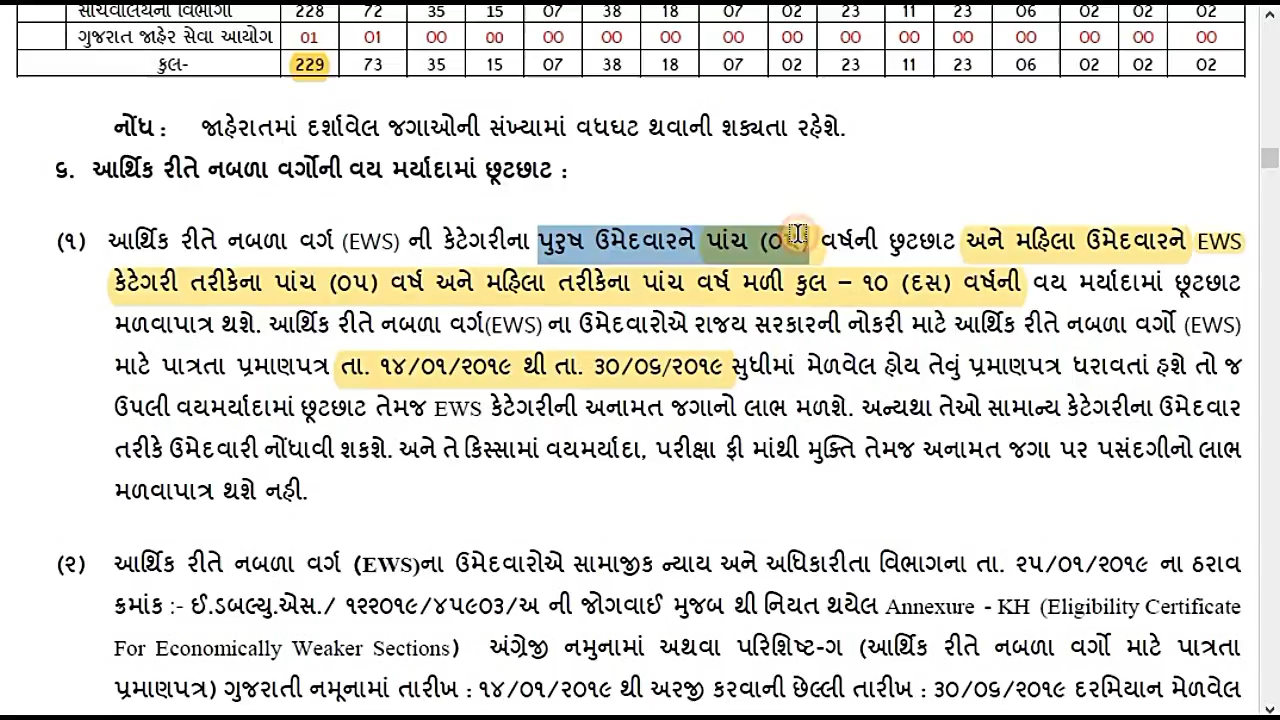 સચિવાલયના વિભાગો 228 72 35 15 07 38 18 07 02 23 11 23 06 02 02 02
ગુજરાત જાહેર સેવા આયોગ 01 01 00 00 00 00 00 00 00 00 00 00 00 00 00 00
કુલ- 229 73 35 15 07 38 18 07 02 23 11 23 06 02 02 02
નોંધ : જાહેરાતમાં દર્શાવેલ જગાઓની સંખ્યામાં વધઘટ થવાની શક્યતા રહેશે.
૬. આર્થિક રીતે નબળા વર્ગોની વય મર્યાદામાં છૂટછાટ :
(૧) આર્થિક રીતે નબળા વર્ગ (EWS) ની કેટેગરીના પુરુષ ઉમેદવારને પાંચ વર્ષની છુટછાટ અને મહિલા ઉમેદવારને EWS
કેટેગરી તરીકેના પાંચ (૦૫) વર્ષ અને મહિલા તરીકેના પાંચ વર્ષ મળી કુલ – ૧૦ (દસ) વર્ષની વય મર્યાદામાં છૂટછાટ
મળવાપાત્ર થશે. આર્થિક રીતે નબળા વર્ગ(EWS) ના ઉમેદવારોએ રાજય સરકારની નોકરી માટે આર્થિક રીતે નબળા વર્ગો (EWS)
માટે પાત્રતા પ્રમાણપત્ર તા. ૧૪/૦૧/૨૦૧૯ થી તા. ૩૦/૦૬/૨૦૧૯ સુધીમાં મેળવેલ હોય તેવું પ્રમાણપત્ર ધરાવતાં હશે તો જ
ઉપલી વયમર્યાદામાં છૂટછાટ તેમજ EWS કેટેગરીની અનામત જગાનો લાભ મળશે. અન્યથા તેઓ સામાન્ય કેટેગરીના ઉમેદવાર
તરીકે ઉમેદવારી નોંધાવી શકશે. અને તે કિસ્સામાં વયમર્યાદા, પરીક્ષા ફી માંથી મુક્તિ તેમજ અનામત જગા પર પસંદગીનો લાભ
મળવાપાત્ર થશે નહી.
(૨) આર્થિક રીતે નબળા વર્ગ (EWS)ના ઉમેદવારોએ સામાજીક ન્યાય અને અધિકારીતા વિભાગના તા. ૨૫/૦૧/૨૦૧૯ ના ઠરાવ
ક્રમાંક :- ઈ.ડબલ્યુ.એસ./ ૧૨૨૦૧૯/૪૫૯૦૩/અ ની જોગવાઈ મુજબ થી નિયત થયેલ Annexure - KH (Eligibility Certificate
For Economically Weaker Sections) અંગ્રેજી નમુનામાં અથવા પરિશિષ્ટ-ગ (આર્થિક રીતે નબળા વર્ગો માટે પાત્રતા
પ્રમાણપત્ર) ગુજરાતી નમૂનામાં તારીખ : ૧૪/૦૧/૨૦૧૯ થી અરજી કરવાની છેલ્લી તારીખ : ૩૦/૦૬/૨૦૧૯ દરમિયાન મેળવેલ